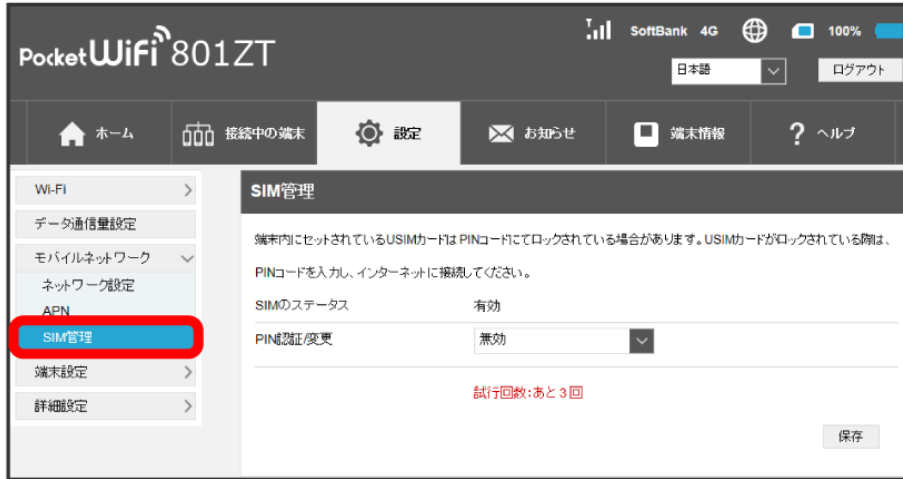 PocketWiFi 801ZT
SoftBank 4G 100%
日本語 ログアウト
ホーム 接続中の端末 設定 お知らせ 端末情報 ? ヘルプ
Wi-Fi
データ通信量設定
モバイルネットワーク
ネットワーク設定
APN
SIM管理
端末設定
詳細設定
SIM管理
端末内にセットされているUSIMカードはPINコードにてロックされている場合があります。USIMカードがロックされている際は、
PINコードを入力し、インターネットに接続してください。
SIMのステータス 有効
PIN認証/変更 無効
試行回数:あと3回
保存